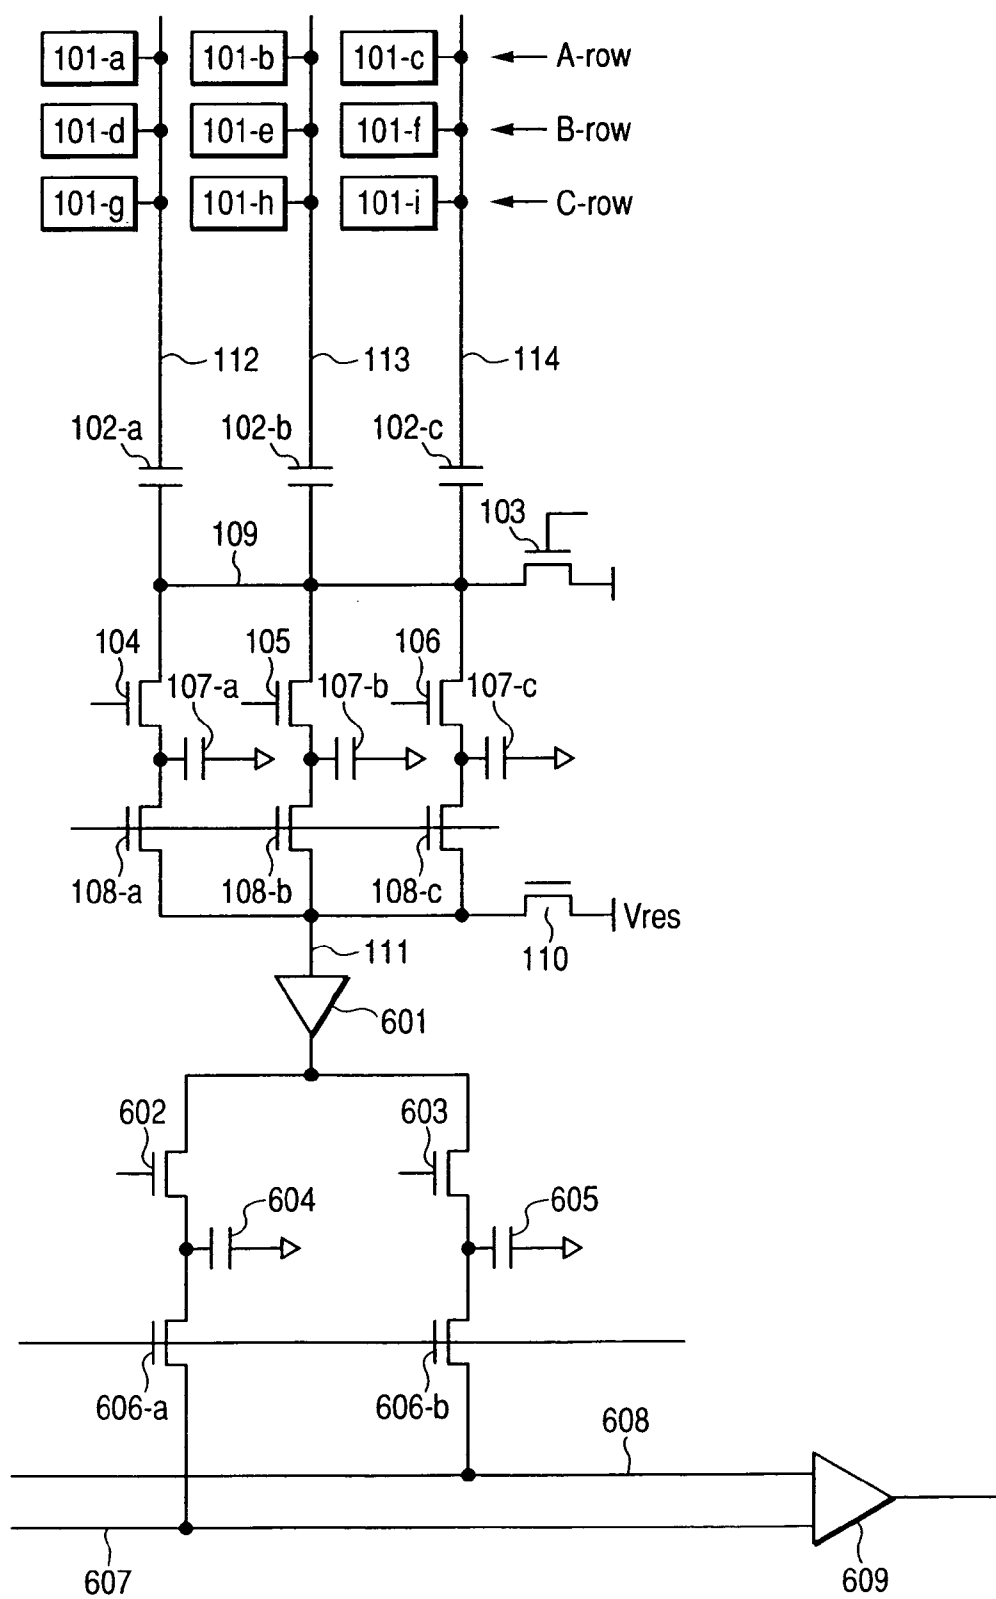 101-a 101-b 101-c A-row
101-d 101-e 101-f B-row
101-g 101-h 101-i C-row
112 113 114
102-a 102-b 102-c
103
109
104 105 106
107-a 107-b 107-c
108-a 108-b 108-c
Vres
110
111
601
602 603
604 605
606-a 606-b
608
607 609